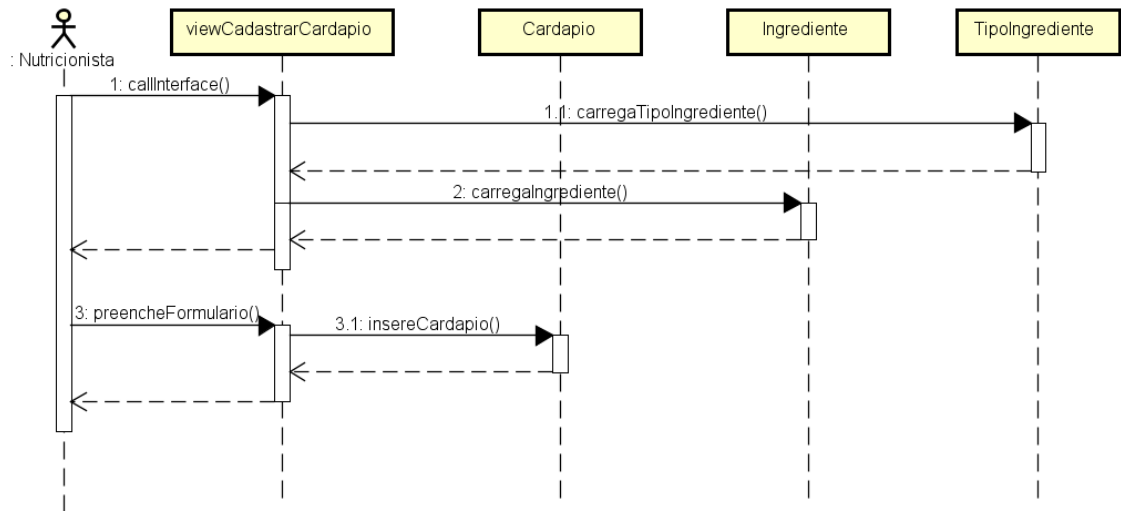 viewCadastrarCardapio
Cardapio
Ingrediente
TipoIngrediente
: Nutricionista
1: callInterface()
1.1: carregaTipoIngrediente()
2: carregaIngrediente()
3: preencheFormulario()
3.1: insereCardapio()